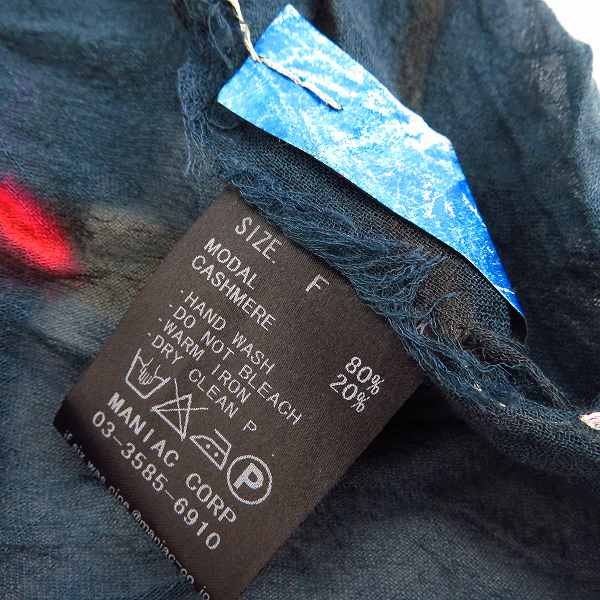 SIZE: F
MODAL 80%
CASHMERE 20%
- HAND WASH
- DO NOT BLEACH
- WARM IRON
- DRY CLEAN P
P
MANIAC CORP
03-3585-6910